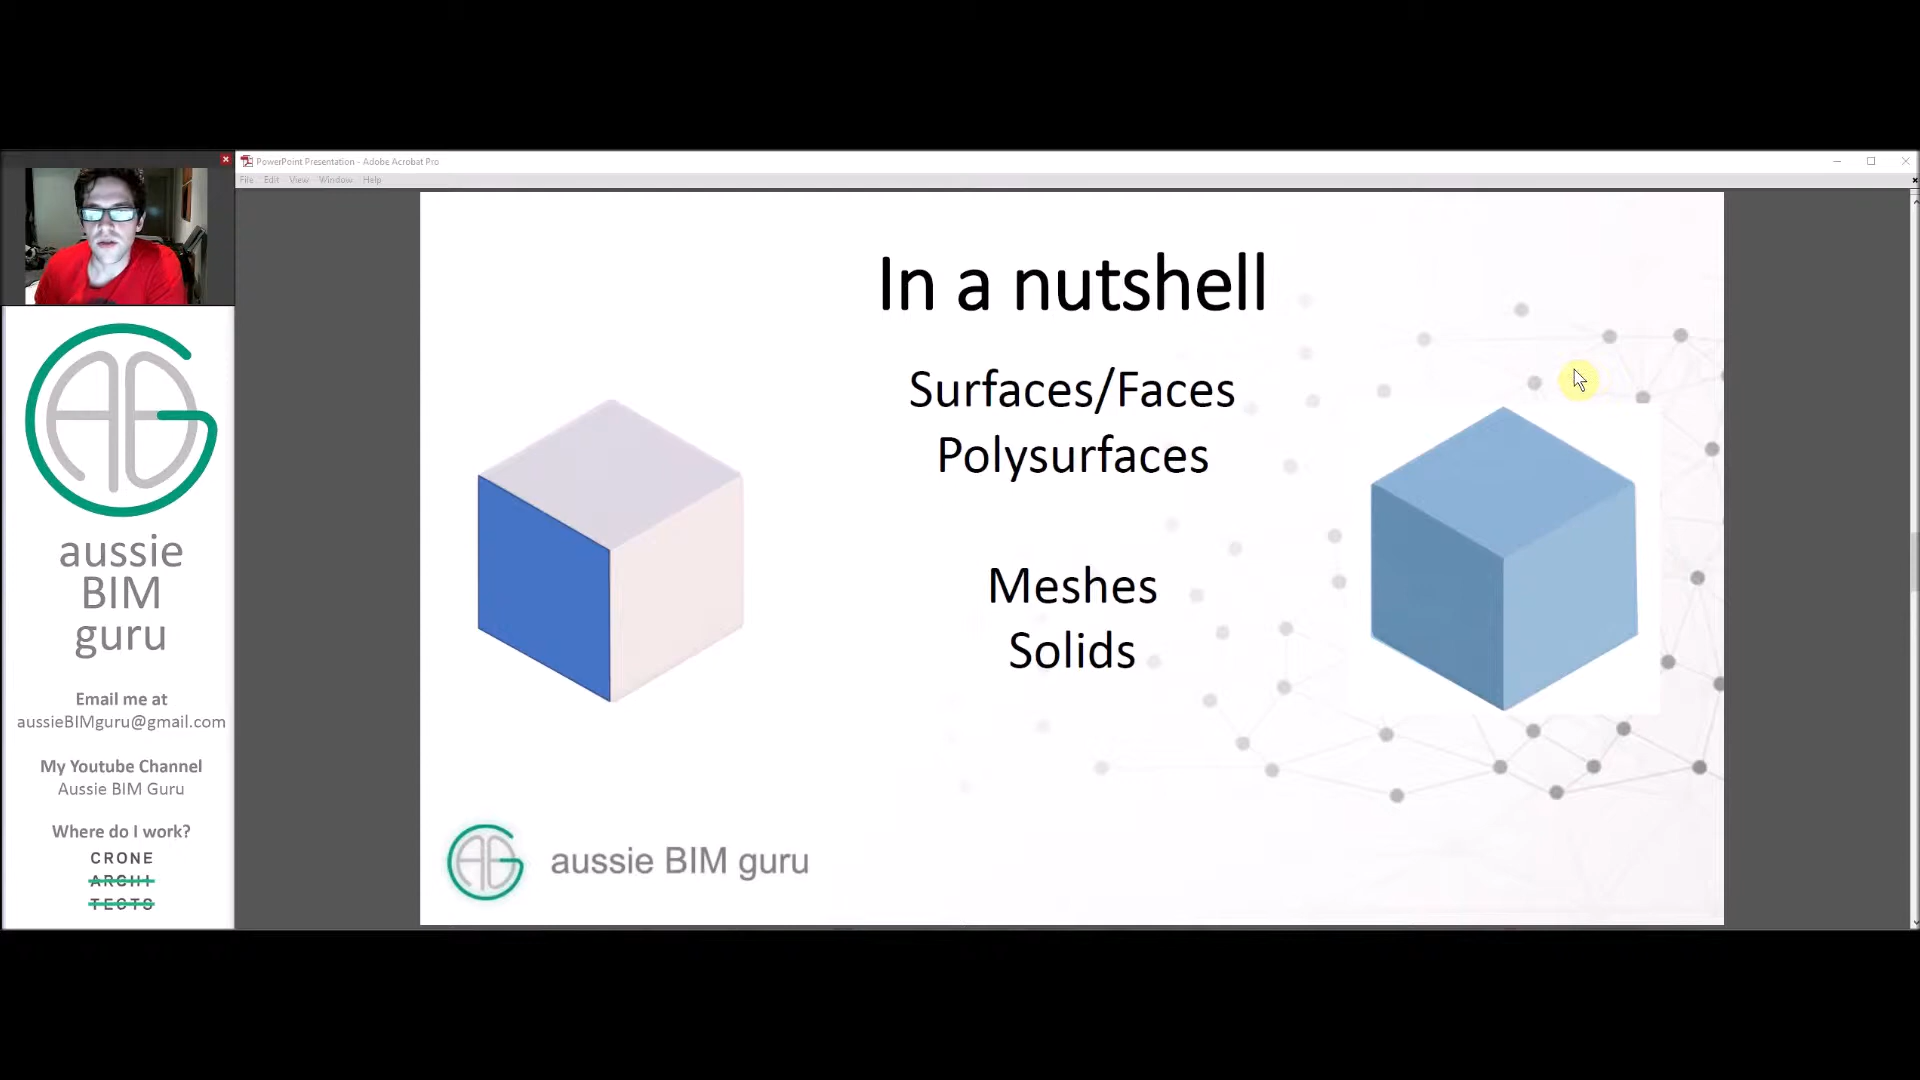 PowerPoint Presentation - Adobe Acrobat Pro
File Edit View Window Help
AG
aussie
BIM
guru
Email me at
aussieBIMguru@gmail.com
My Youtube Channel
Aussie BIM Guru
Where do I work?
CRONE
ARCHI
TECTS
In a nutshell
Surfaces/Faces
Polysurfaces
Meshes
Solids
AG aussie BIM guru